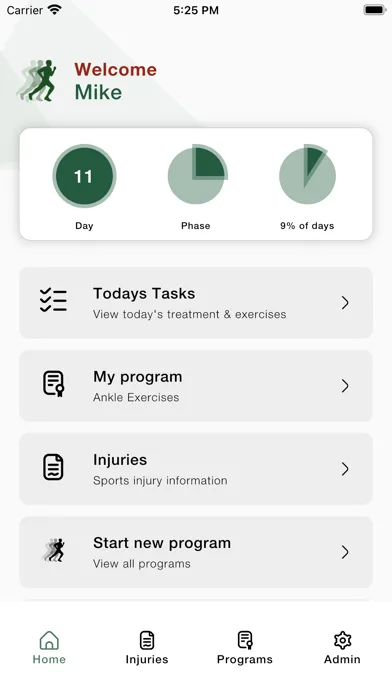 Carrier 5:25 PM
Welcome
Mike
11
Day Phase 9% of days
Todays Tasks
View today's treatment & exercises
My program
Ankle Exercises
Injuries
Sports injury information
Start new program
View all programs
Home Injuries Programs Admin